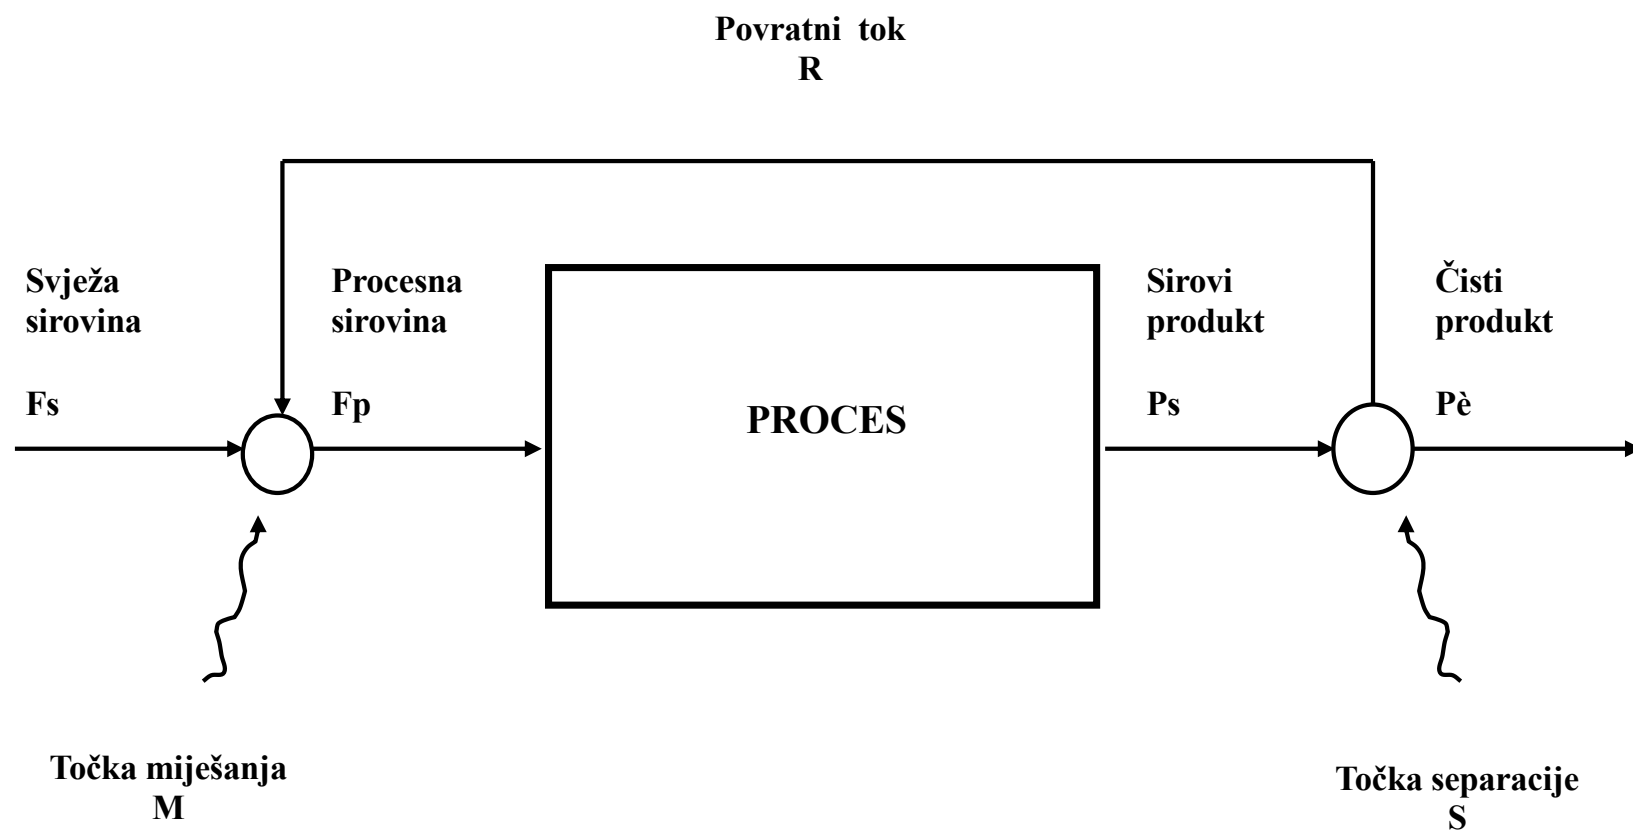 Povratni tok
R
Svježa
sirovina
Fs
Procesna
sirovina
Fp
PROCES
Sirovi
produkt
Ps
Čisti
produkt
Pè
Točka miješanja
M
Točka separacije
S